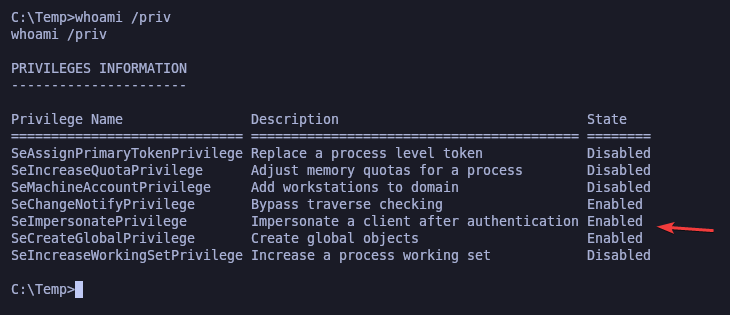 C:\Temp>whoami /priv
whoami /priv
PRIVILEGES INFORMATION
----------------------
Privilege Name                Description                               State
============================= ========================================= ========
SeAssignPrimaryTokenPrivilege Replace a process level token             Disabled
SeIncreaseQuotaPrivilege      Adjust memory quotas for a process        Disabled
SeMachineAccountPrivilege     Add workstations to domain                Disabled
SeChangeNotifyPrivilege       Bypass traverse checking                  Enabled
SeImpersonatePrivilege        Impersonate a client after authentication Enabled
SeCreateGlobalPrivilege       Create global objects                     Enabled
SeIncreaseWorkingSetPrivilege Increase a process working set            Disabled
C:\Temp>